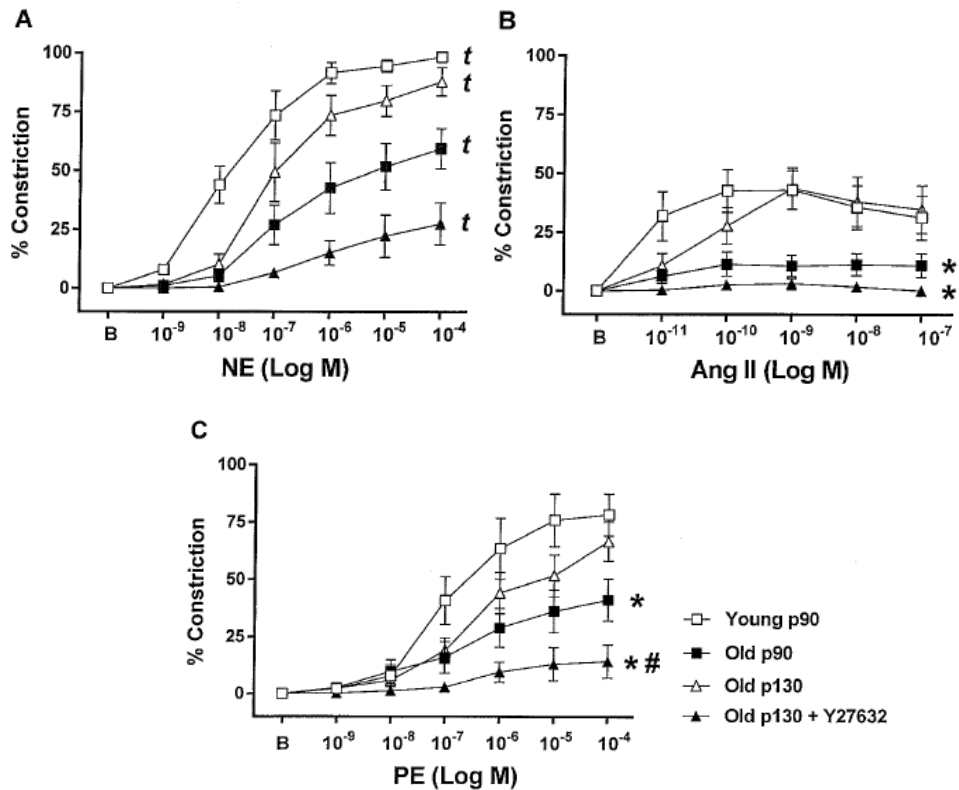 A
% Constriction
100
75
50
25
0
t
t
t
t
B 10-9 10-8 10-7 10-6 10-5 10-4
NE (Log M)
B
% Constriction
100
75
50
25
0
*
*
B 10-11 10-10 10-9 10-8 10-7
Ang II (Log M)
C
% Constriction
100
75
50
25
0
*
* #
B 10-9 10-8 10-7 10-6 10-5 10-4
PE (Log M)
Young p90
Old p90
Old p130
Old p130 + Y27632